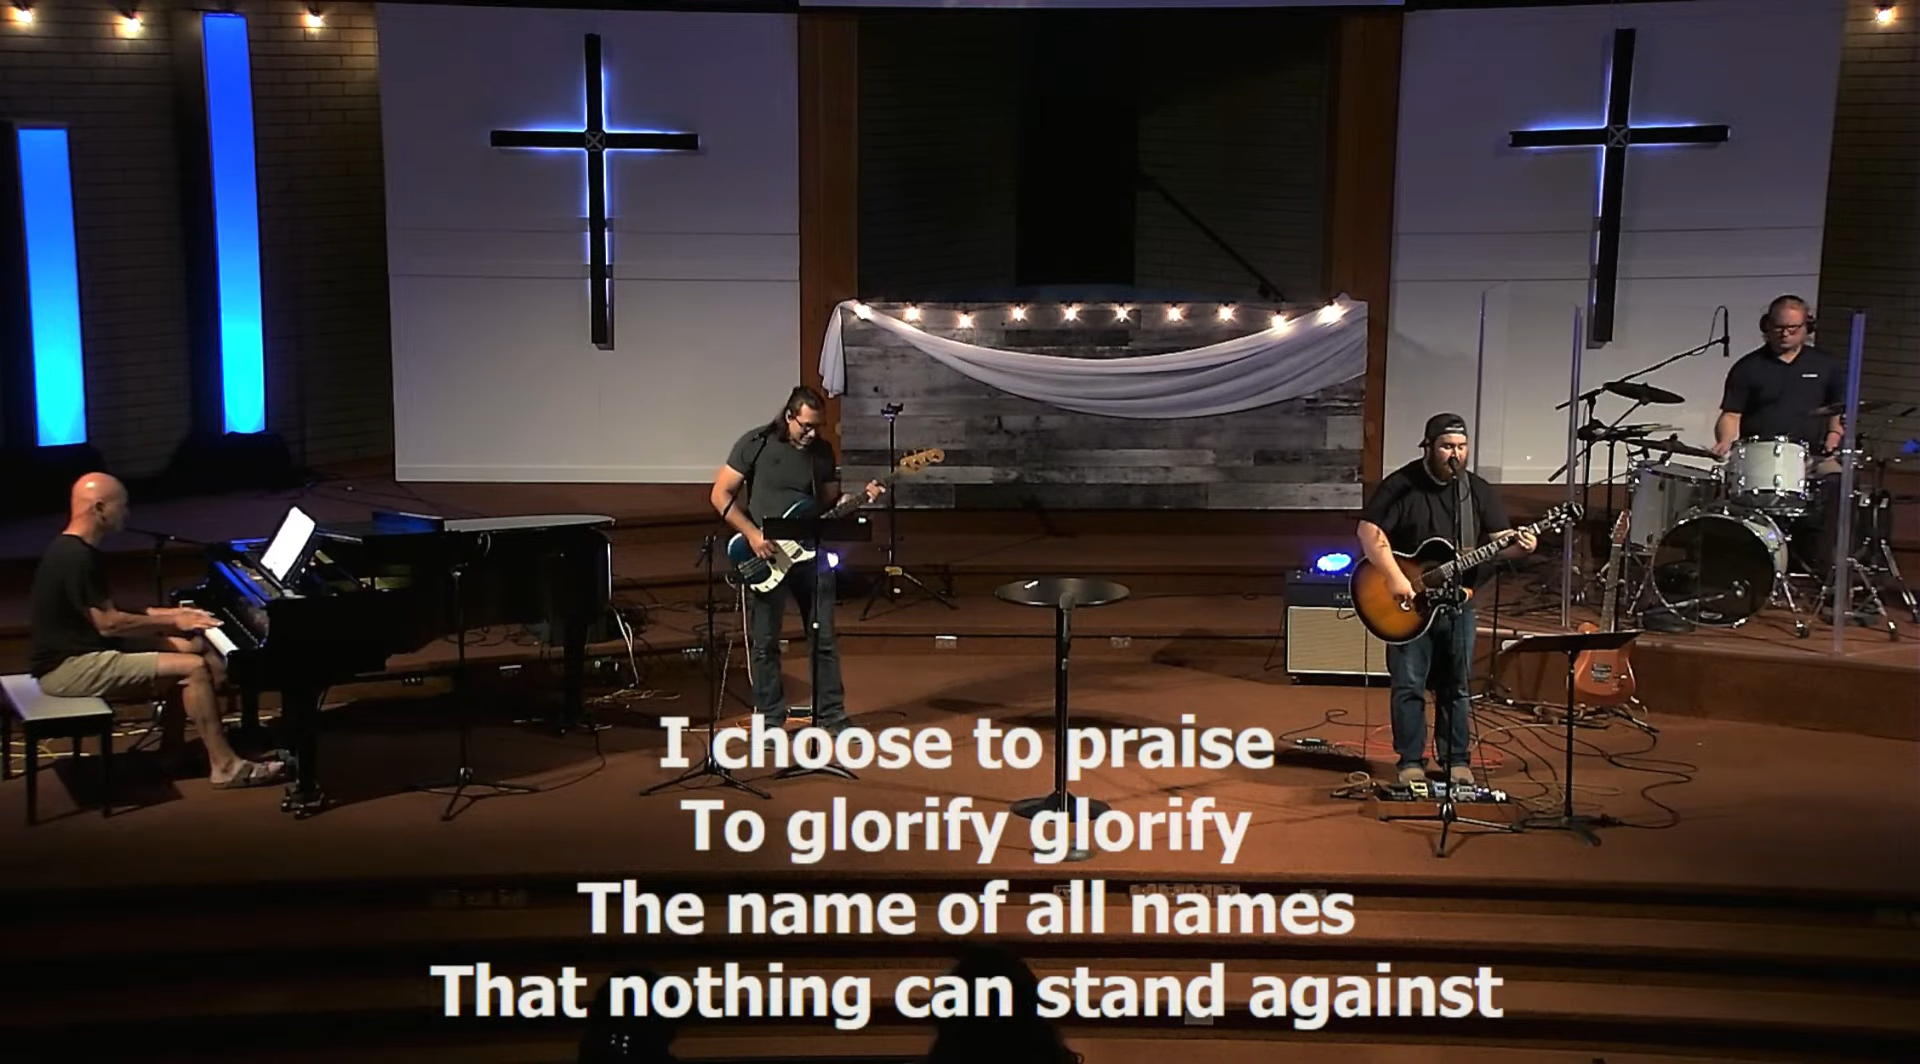 I choose to praise
To glorify glorify
The name of all names
That nothing can stand against